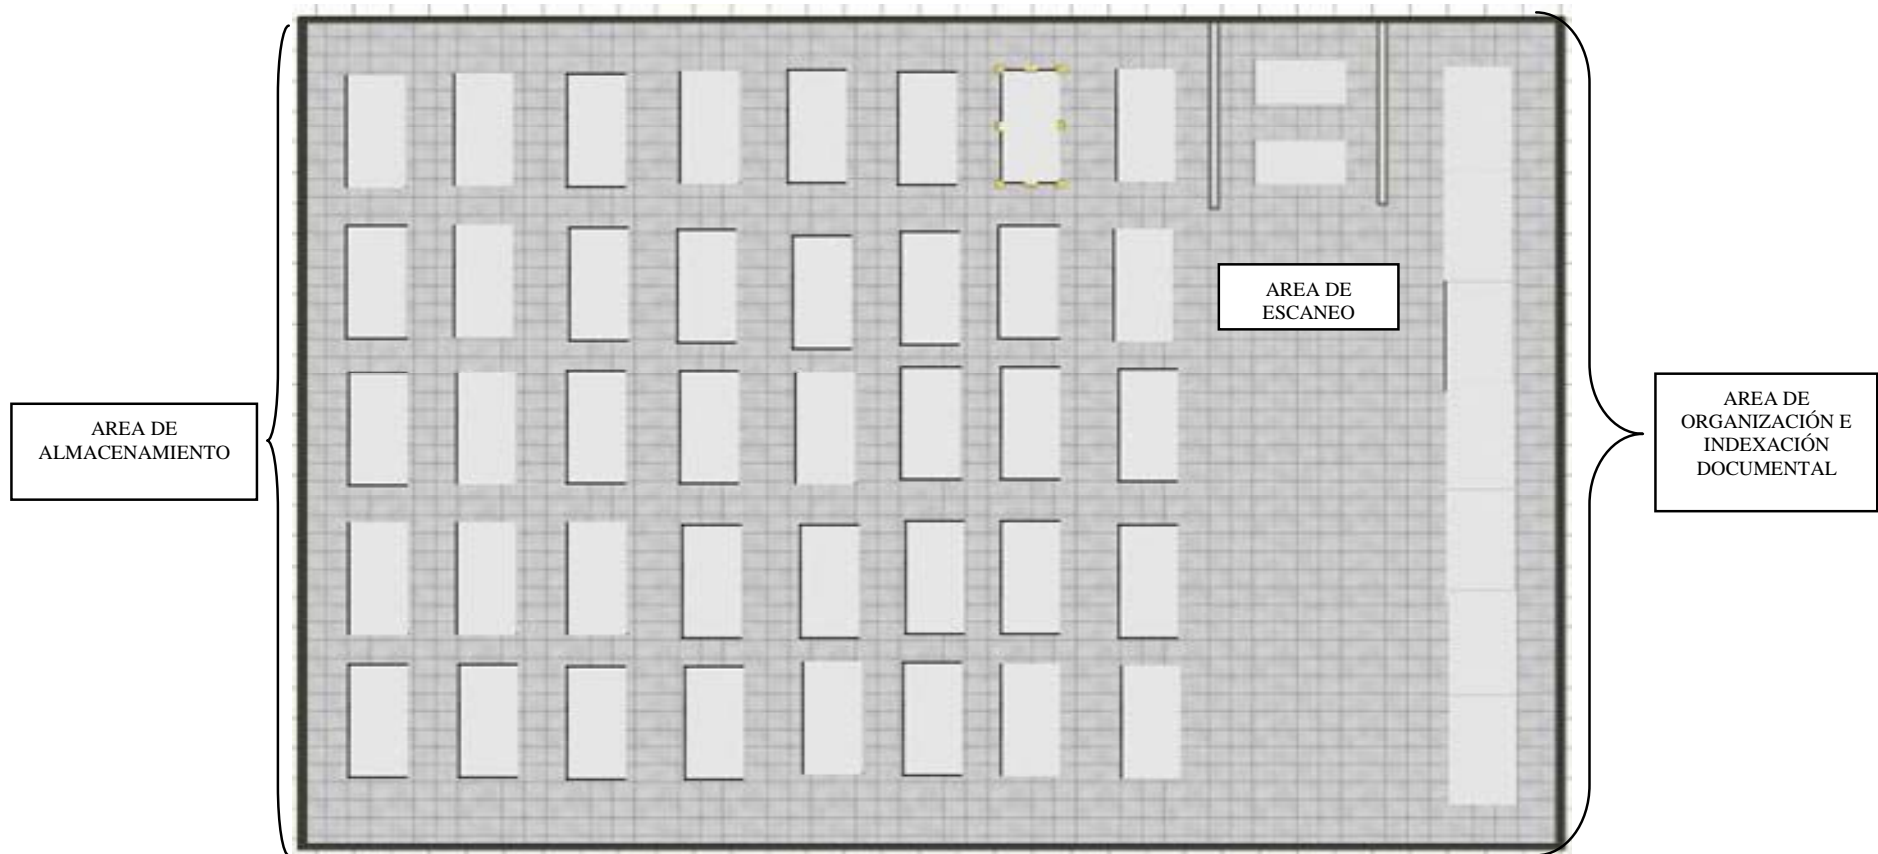 AREA DE
ALMACENAMIENTO
AREA DE
ESCANEO
AREA DE
ORGANIZACIÓN E
INDEXACIÓN
DOCUMENTAL